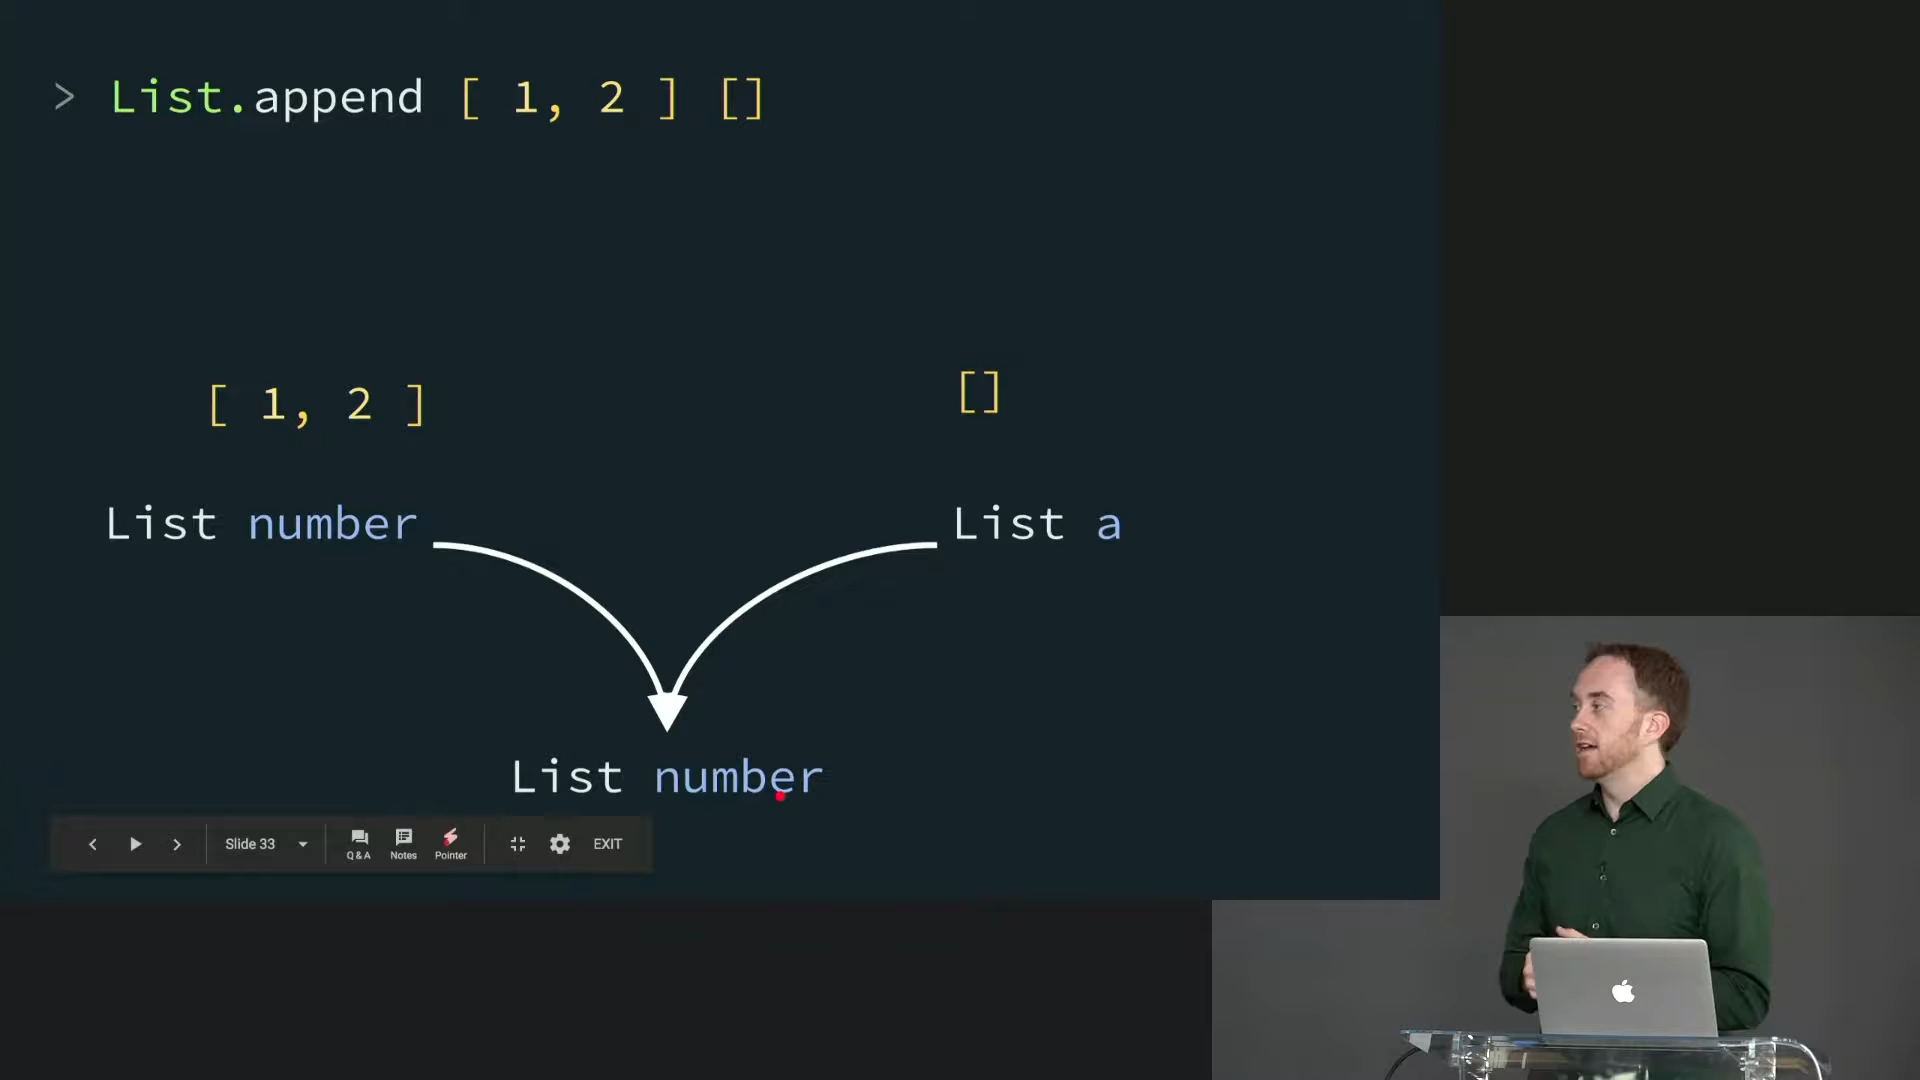 > List.append [ 1, 2 ] []
[ 1, 2 ]
[]
List number
List a
List number
Slide 33
Q & A
Notes
Pointer
EXIT